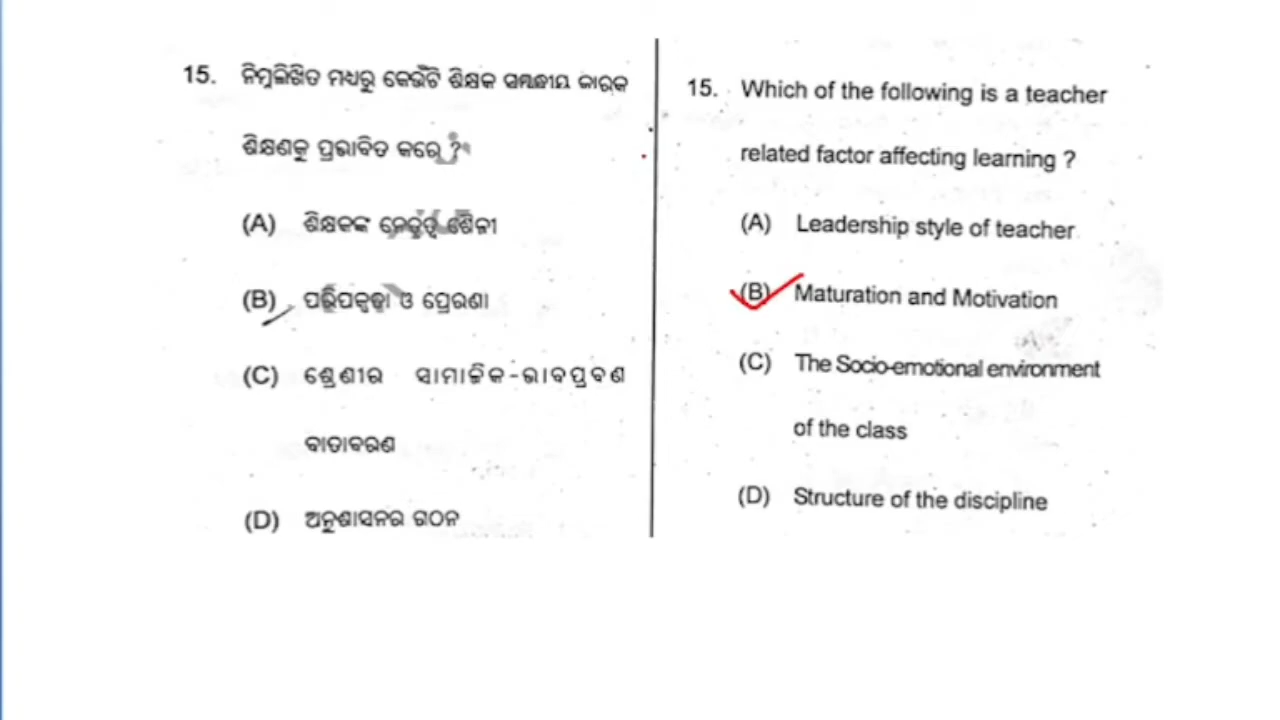 15. ନିମ୍ନଲିଖିତ ମଧ୍ୟରୁ କେଉଁଟି ଶିକ୍ଷକ ସମ୍ବନ୍ଧୀୟ କାରକ
ଶିକ୍ଷଣକୁ ପ୍ରଭାବିତ କରେ ?
(A) ଶିକ୍ଷକଙ୍କ ନେତୃତ୍ୱ ଶୈଳୀ
(B) ପରିପକ୍ୱତା ଓ ପ୍ରେରଣା
(C) ଶ୍ରେଣୀର ସାମାଜିକ-ଭାବପ୍ରବଣ
ବାତାବରଣ
(D) ଅନୁଶାସନର ଗଠନ
15. Which of the following is a teacher
related factor affecting learning ?
(A) Leadership style of teacher
(B) Maturation and Motivation
(C) The Socio-emotional environment
of the class
(D) Structure of the discipline